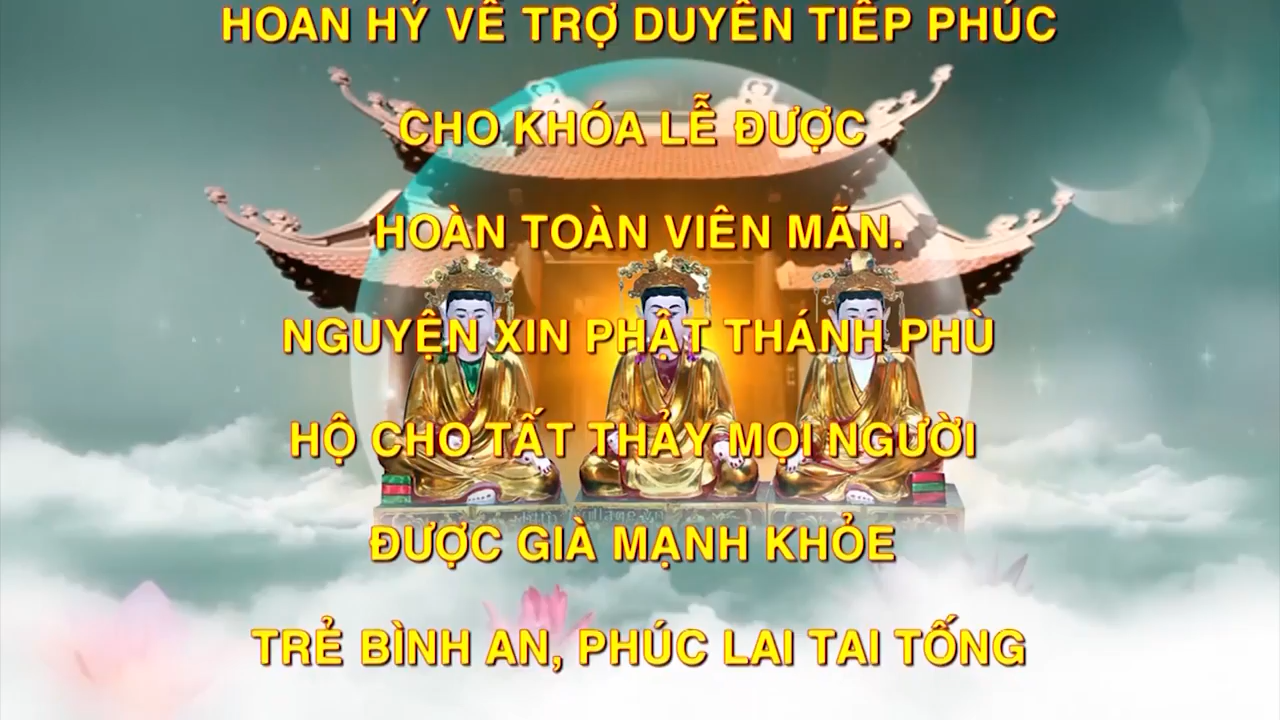 HOAN HỶ VỀ TRỢ DUYÊN TIẾP PHÚC
CHO KHÓA LỄ ĐƯỢC
HOÀN TOÀN VIÊN MÃN.
NGUYỆN XIN PHẬT THÁNH PHÙ
HỘ CHO TẤT THẢY MỌI NGƯỜI
ĐƯỢC GIÀ MẠNH KHỎE
TRẺ BÌNH AN, PHÚC LAI TAI TỐNG